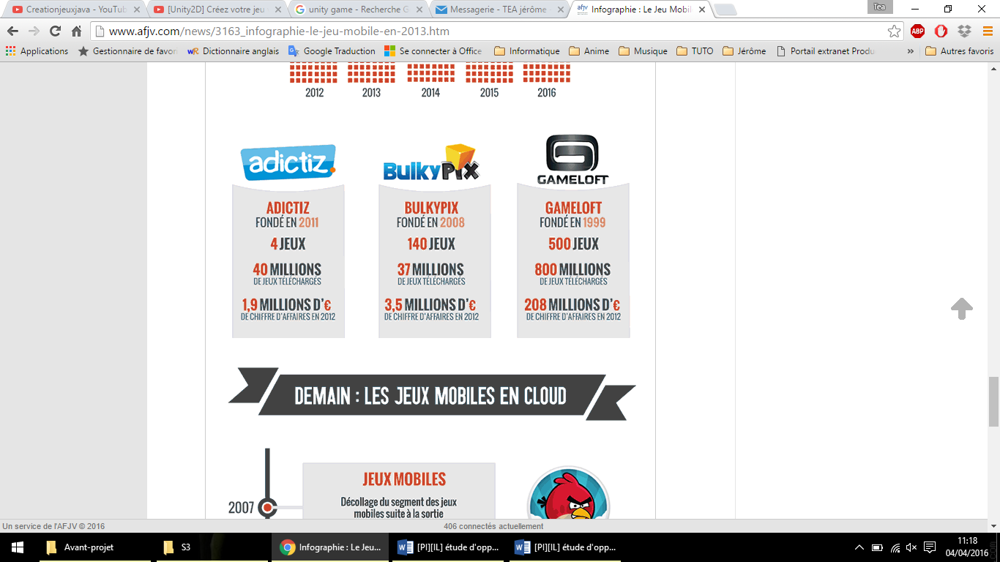 Creationjeuxjava - YouTub
[Unity2D] Créez votre jeu
unity game - Recherche G
Messagerie - TEA jérôme
Infographie : Le Jeu Mobil
Tea
www.afjv.com/news/3163_infographie-le-jeu-mobile-en-2013.htm
ABP
Applications
Gestionnaire de favori
wR Dictionnaire anglais
Google Traduction
Se connecter à Office
Informatique
Anime
Musique
TUTO
Jérôme
Portail extranet Produ
»
Autres favoris
2012 2013 2014 2015 2016
adictiz.
ADICTIZ
FONDÉ EN 2011
4 JEUX
40 MILLIONS
DE JEUX TÉLÉCHARGÉS
1,9 MILLIONS D'€
DE CHIFFRE D'AFFAIRES EN 2012
BULKYPIX
BULKYPIX
FONDÉ EN 2008
140 JEUX
37 MILLIONS
DE JEUX TÉLÉCHARGÉS
3,5 MILLIONS D'€
DE CHIFFRE D'AFFAIRES EN 2012
GAMELOFT
GAMELOFT
FONDÉ EN 1999
500 JEUX
800 MILLIONS
DE JEUX TÉLÉCHARGÉS
208 MILLIONS D'€
DE CHIFFRE D'AFFAIRES EN 2012
DEMAIN : LES JEUX MOBILES EN CLOUD
2007
JEUX MOBILES
Décollage du segment des jeux
mobiles suite à la sortie
Un service de l'AFJV © 2016
406 connectés actuellement
Avant-projet
S3
Infographie : Le Jeu...
[PI][IL] étude d'opp...
[PI][IL] étude d'opp...
11:18
04/04/2016